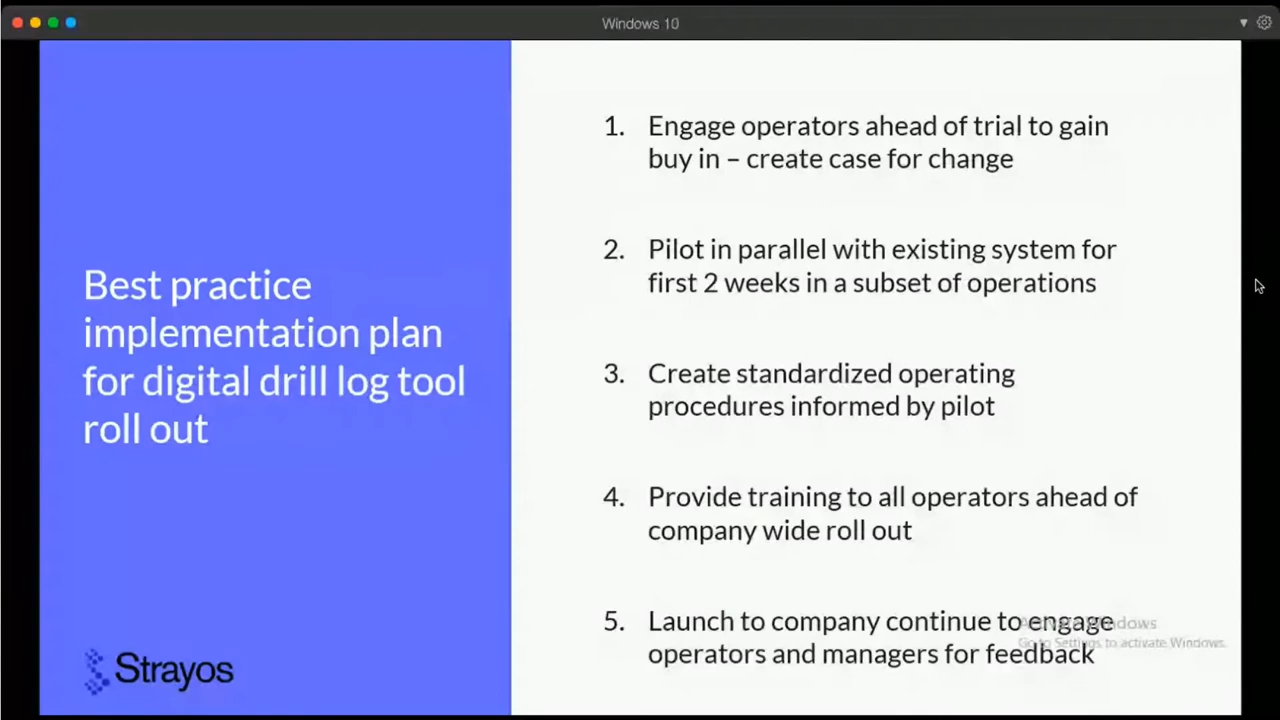 Windows 10
Best practice
implementation plan
for digital drill log tool
roll out
Strayos
1. Engage operators ahead of trial to gain
buy in – create case for change
2. Pilot in parallel with existing system for
first 2 weeks in a subset of operations
3. Create standardized operating
procedures informed by pilot
4. Provide training to all operators ahead of
company wide roll out
5. Launch to company continue to engage
operators and managers for feedback
Activate Windows
Go to Settings to activate Windows.